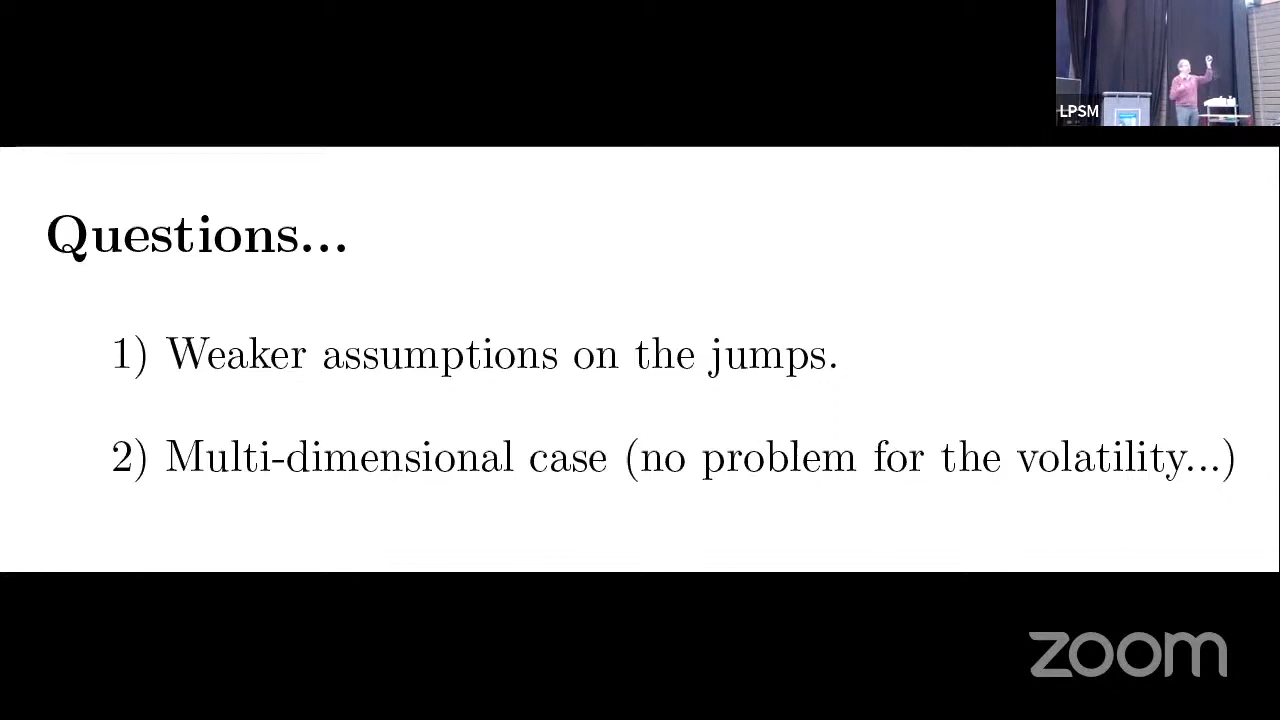 LPSM
Questions...
1) Weaker assumptions on the jumps.
2) Multi-dimensional case (no problem for the volatility...)
zoom